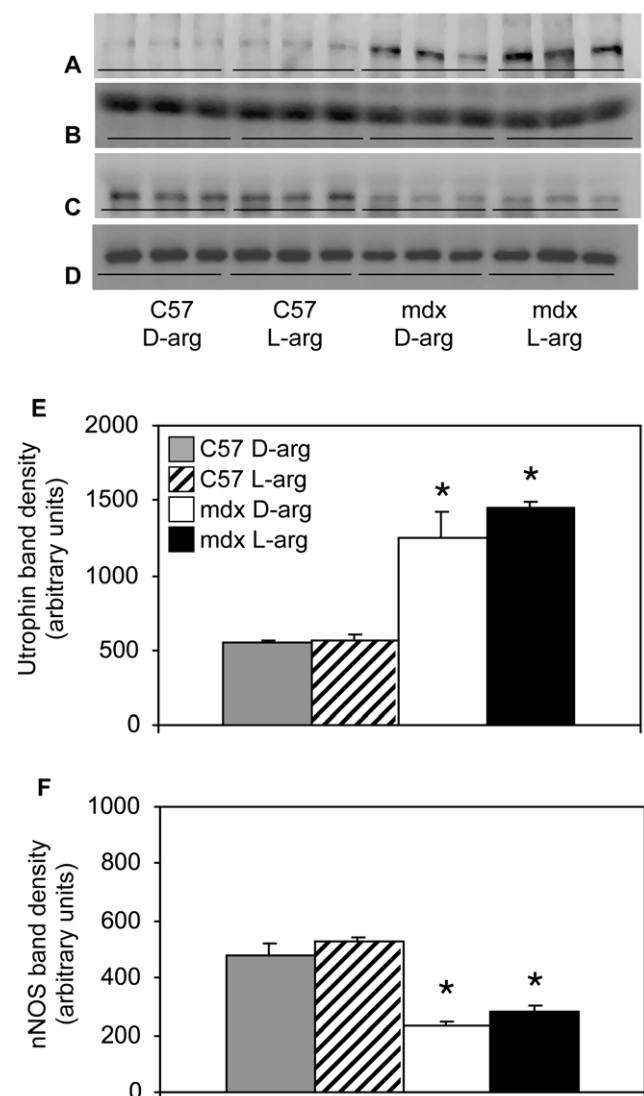 A
B
C
D
C57 C57 mdx mdx
D-arg L-arg D-arg L-arg
E
Utrophin band density
(arbitrary units)
2000
1500
1000
500
0
C57 D-arg
C57 L-arg
mdx D-arg
mdx L-arg
* *
F
nNOS band density
(arbitrary units)
1000
800
600
400
200
0
* *